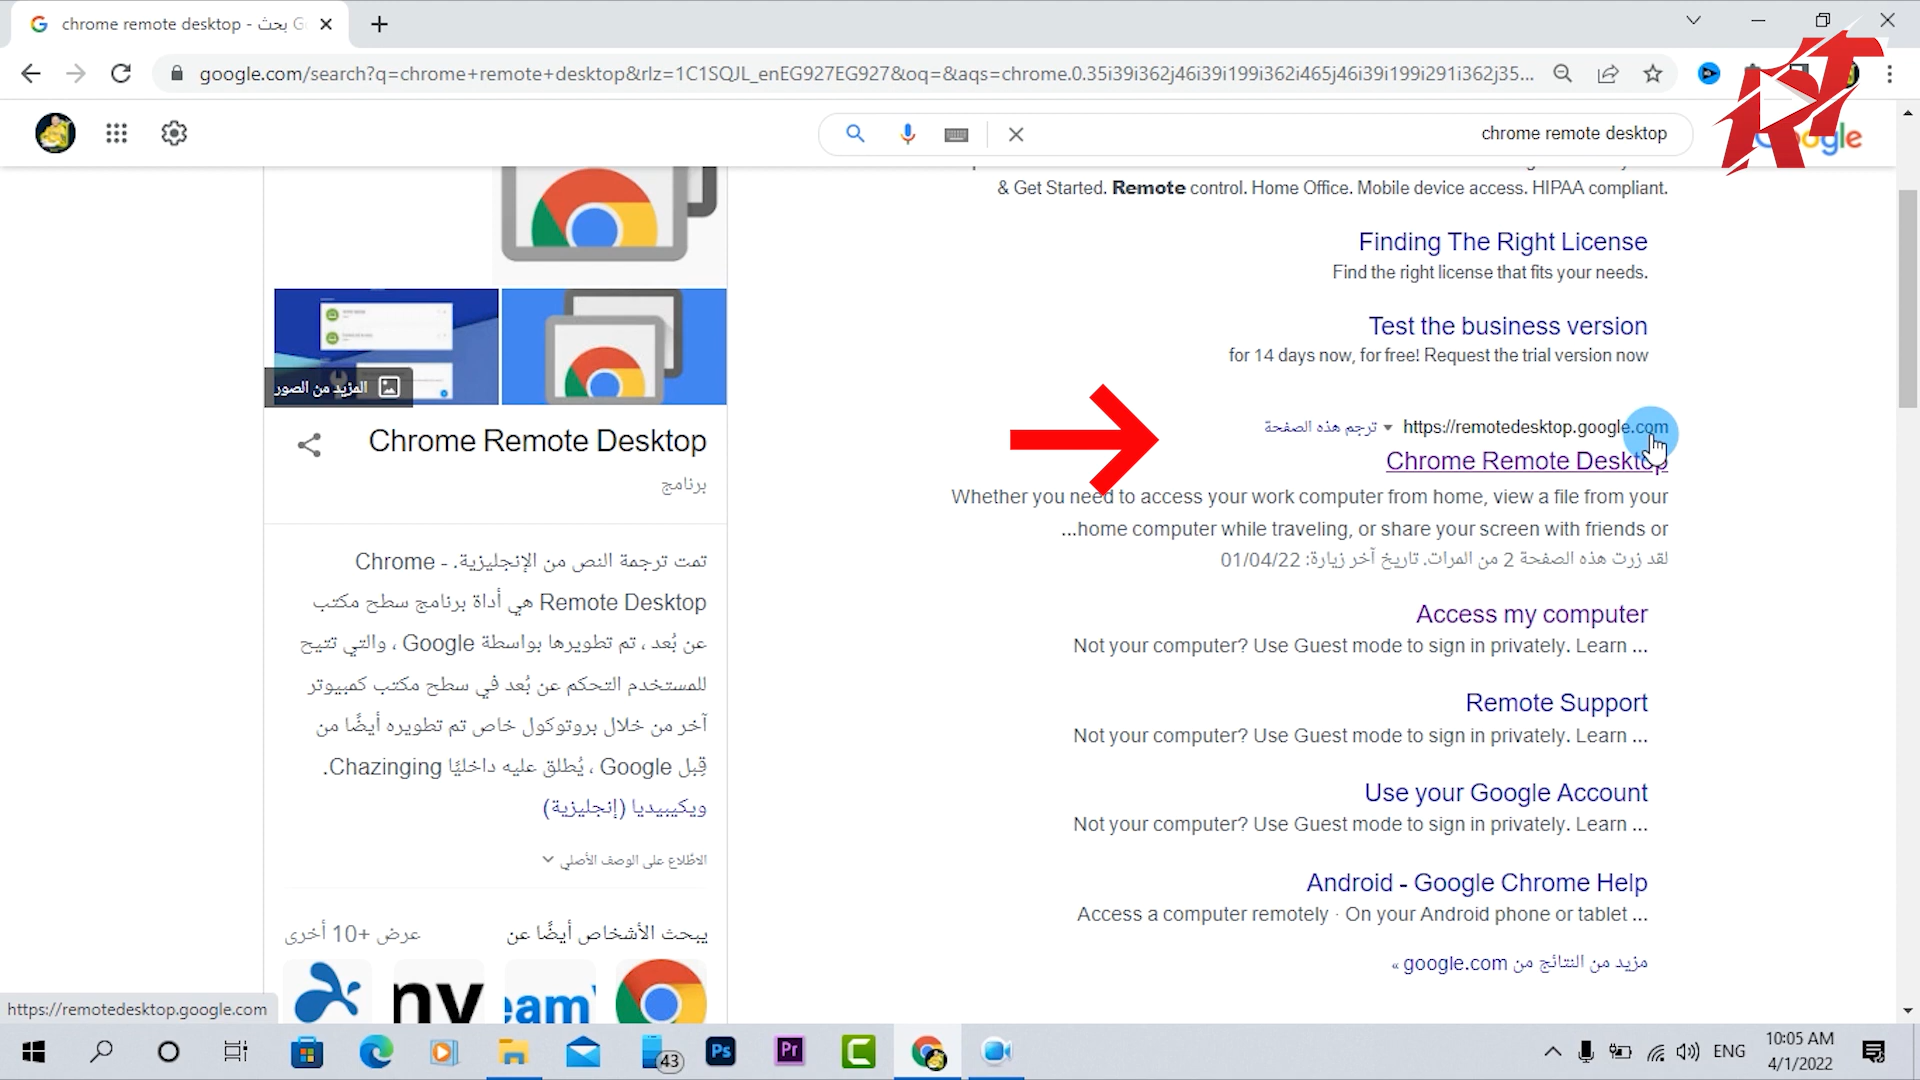 chrome remote desktop - بحث G
google.com/search?q=chrome+remote+desktop&rlz=1C1SQJL_enEG927EG927&oq=&aqs=chrome.0.35i39i362j46i39i199i362i465j46i39i199i291i362j35...
chrome remote desktop
& Get Started. Remote control. Home Office. Mobile device access. HIPAA compliant.
Finding The Right License
Find the right license that fits your needs.
Test the business version
for 14 days now, for free! Request the trial version now
https://remotedesktop.google.com ترجم هذه الصفحة
Chrome Remote Desktop
Whether you need to access your work computer from home, view a file from your
...home computer while traveling, or share your screen with friends or
لقد زرت هذه الصفحة 2 من المرات. تاريخ آخر زيارة: 01/04/22
Access my computer
Not your computer? Use Guest mode to sign in privately. Learn ...
Remote Support
Not your computer? Use Guest mode to sign in privately. Learn ...
Use your Google Account
Not your computer? Use Guest mode to sign in privately. Learn ...
Android - Google Chrome Help
Access a computer remotely · On your Android phone or tablet ...
مزيد من النتائج من google.com »
المزيد من الصور
Chrome Remote Desktop
برنامج
تمت ترجمة النص من الإنجليزية. - Chrome
Remote Desktop هي أداة برنامج سطح مكتب
عن بُعد ، تم تطويرها بواسطة Google ، والتي تتيح
للمستخدم التحكم عن بُعد في سطح مكتب كمبيوتر
آخر من خلال بروتوكول خاص تم تطويره أيضًا من
قِبل Google ، يُطلق عليه داخليًا Chazinging.
ويكيبيديا (إنجليزية)
الاطّلاع على الوصف الأصلي
يبحث الأشخاص أيضًا عن
عرض +10 أخرى
https://remotedesktop.google.com
43
Ps
Pr
ENG
10:05 AM
4/1/2022